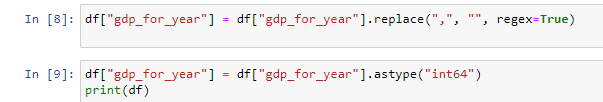 In [8]: df["gdp_for_year"] = df["gdp_for_year"].replace(",", "", regex=True)
In [9]: df["gdp_for_year"] = df["gdp_for_year"].astype("int64")
print(df)